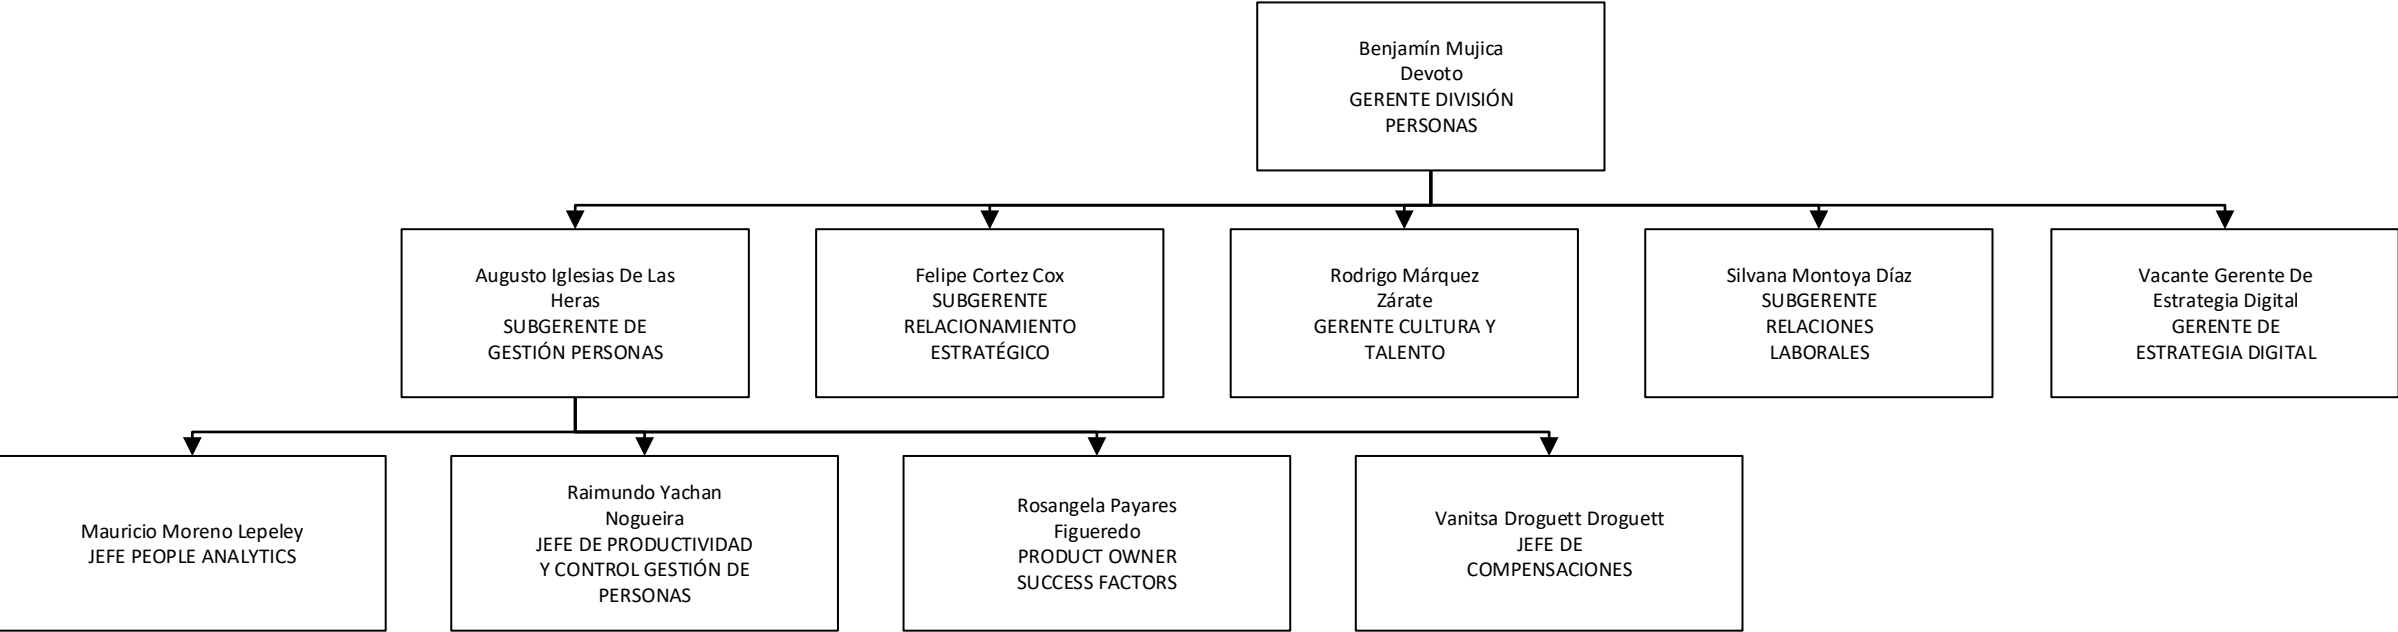 Benjamín Mujica
Devoto
GERENTE DIVISIÓN
PERSONAS
Augusto Iglesias De Las
Heras
SUBGERENTE DE
GESTIÓN PERSONAS
Felipe Cortez Cox
SUBGERENTE
RELACIONAMIENTO
ESTRATÉGICO
Rodrigo Márquez
Zárate
GERENTE CULTURA Y
TALENTO
Silvana Montoya Díaz
SUBGERENTE
RELACIONES
LABORALES
Vacante Gerente De
Estrategia Digital
GERENTE DE
ESTRATEGIA DIGITAL
Mauricio Moreno Lepeley
JEFE PEOPLE ANALYTICS
Raimundo Yachan
Nogueira
JEFE DE PRODUCTIVIDAD
Y CONTROL GESTIÓN DE
PERSONAS
Rosangela Payares
Figueredo
PRODUCT OWNER
SUCCESS FACTORS
Vanitsa Droguett Droguett
JEFE DE
COMPENSACIONES